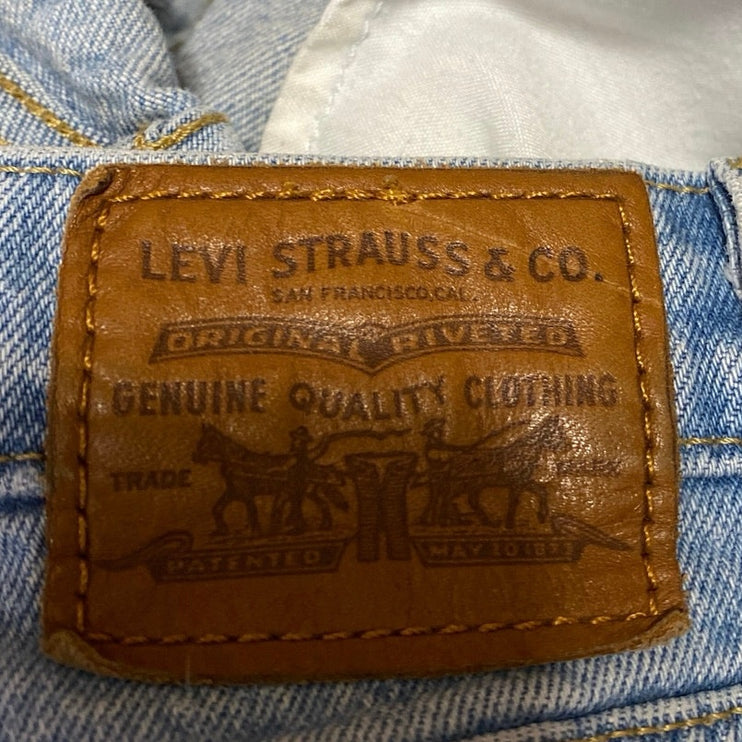 LEVI STRAUSS & CO.
SAN FRANCISCO, CAL.
ORIGINAL RIVETED
GENUINE QUALITY CLOTHING
TRADE
PATENTED MAY 20 1873